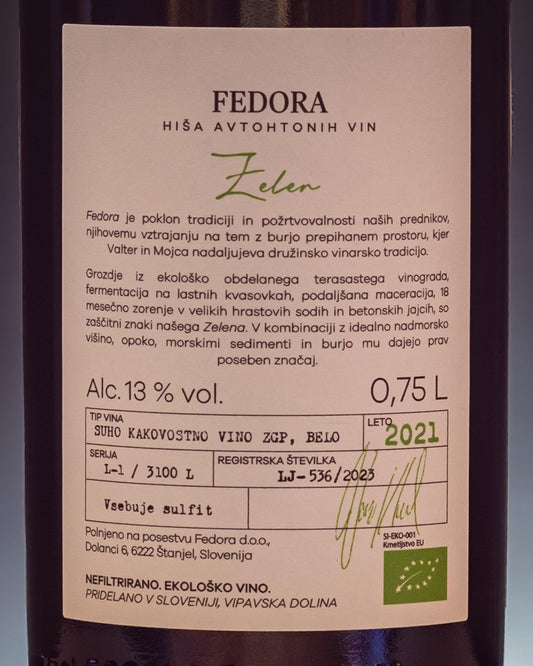 FEDORA
HIŠA AVTOHTONIH VIN
Zelen
Fedora je poklon tradiciji in požrtvovalnosti naših prednikov,
njihovemu vztrajanju na tem z burjo prepihanem prostoru, kjer
Valter in Mojca nadaljujeva družinsko vinarsko tradicijo.
Grozdje iz ekološko obdelanega terasastega vinograda,
fermentacija na lastnih kvasovkah, podaljšana maceracija, 18
mesečno zorenje v velikih hrastovih sodih in betonskih jajcih, so
zaščitni znaki našega Zelena. V kombinaciji z idealno nadmorsko
višino, opoko, morskimi sedimenti in burjo mu dajejo prav
poseben značaj.
Alc. 13 % vol. 0,75 L
TIP VINA
SUHO KAKOVOSTNO VINO ZGP, BELO
LETO
2021
SERIJA
L-1 / 3100 L
REGISTRSKA ŠTEVILKA
LJ-536/2023
Vsebuje sulfit
Polnjeno na posestvu Fedora d.o.o.,
Dolanci 6, 6222 Štanjel, Slovenija
SI-EKO-001
Kmetijstvo EU
NEFILTRIRANO. EKOLOŠKO VINO.
PRIDELANO V SLOVENIJI, VIPAVSKA DOLINA